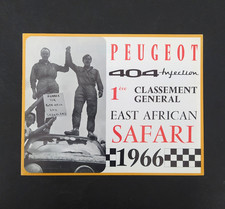 PEUGEOT
404 Injection
1ER CLASSEMENT
GENERAL
EAST AFRICAN
SAFARI
1966